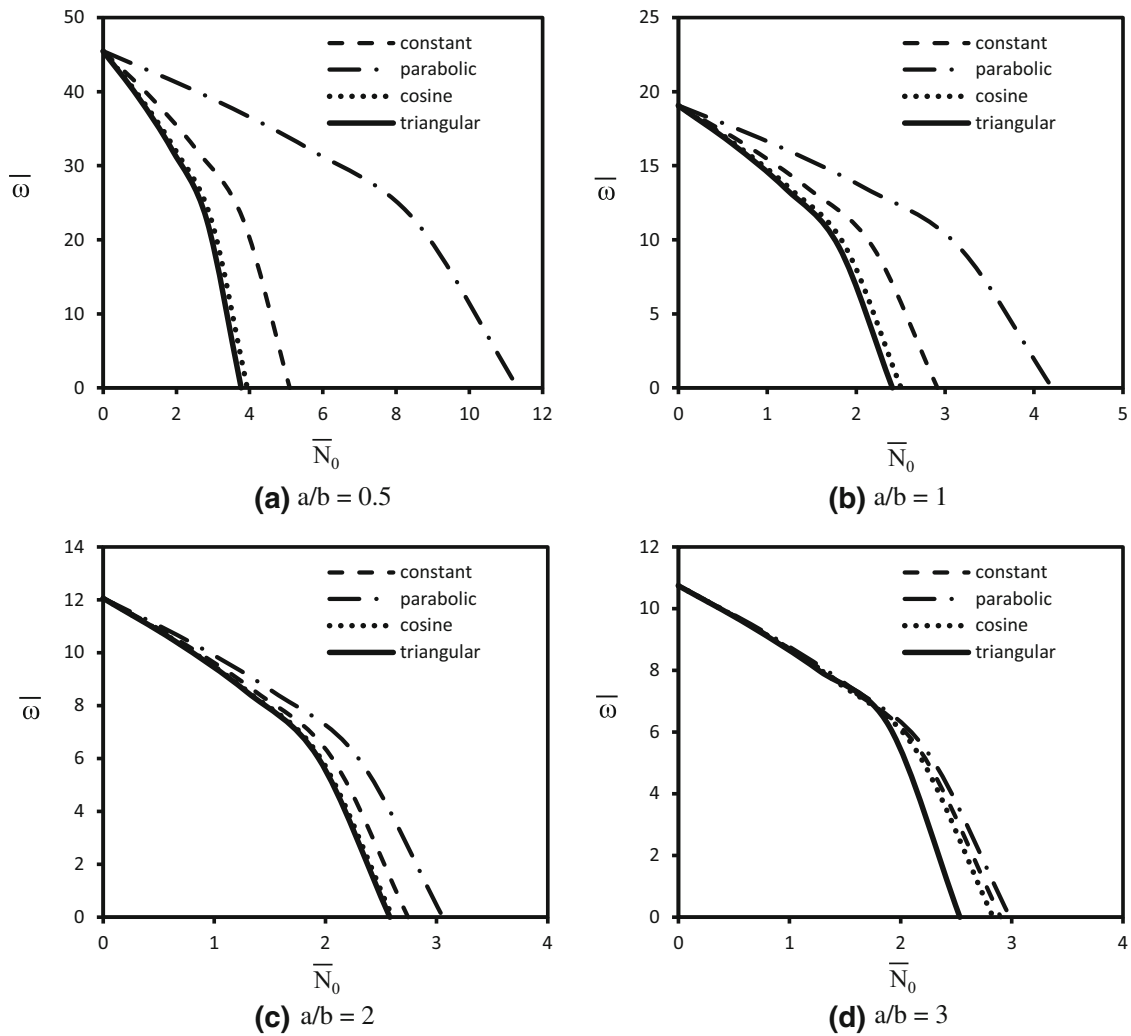 50
40
30
20
10
0
ω
constant
parabolic
cosine
triangular
0 2 4 6 8 10 12
N0
(a) a/b = 0.5
25
20
15
10
5
0
ω
constant
parabolic
cosine
triangular
0 1 2 3 4 5
N0
(b) a/b = 1
14
12
10
8
6
4
2
0
ω
constant
parabolic
cosine
triangular
0 1 2 3 4
N0
(c) a/b = 2
12
10
8
6
4
2
0
ω
constant
parabolic
cosine
triangular
0 1 2 3 4
N0
(d) a/b = 3